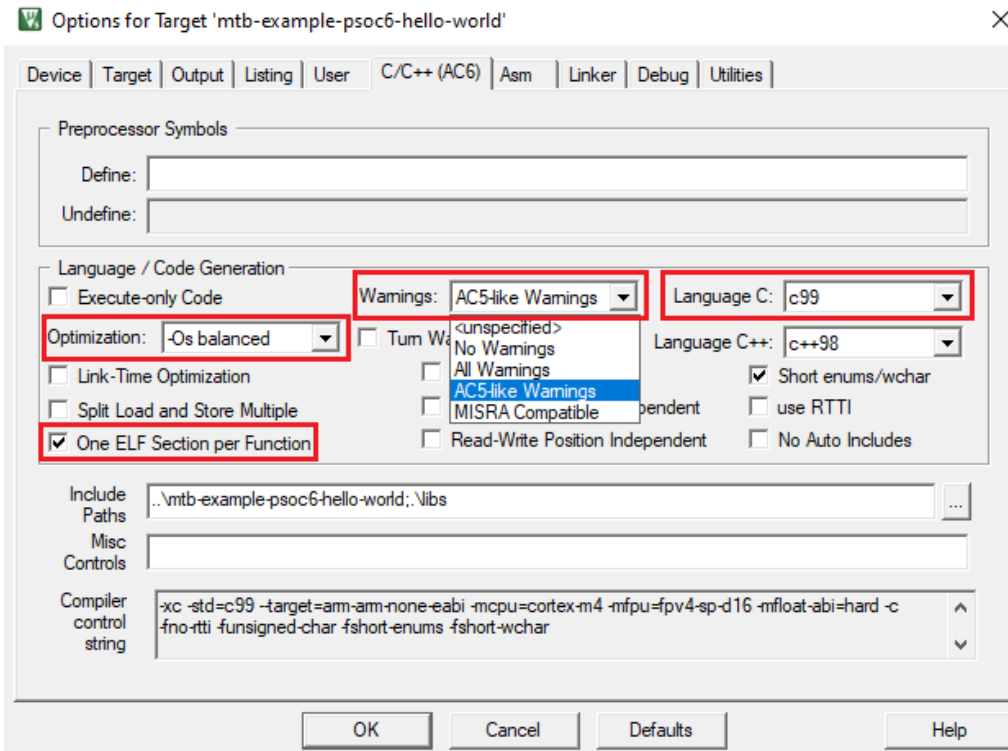 Options for Target 'mtb-example-psoc6-hello-world'
Device Target Output Listing User C/C++ (AC6) Asm Linker Debug Utilities
Preprocessor Symbols
Define:
Undefine:
Language / Code Generation
Execute-only Code Warnings: AC5-like Warnings Language C: c99
<unspecified>
Optimization: -Os balanced Turn Wa No Warnings Language C++: c++98
All Warnings
Link-Time Optimization Short enums/wchar
AC5-like Warnings
Split Load and Store Multiple MISRA Compatible pendent use RTTI
One ELF Section per Function Read-Write Position Independent No Auto Includes
Include
Paths
..\mtb-example-psoc6-hello-world;.\libs
...
Misc
Controls
Compiler
control
string
-xc -std=c99 --target=arm-arm-none-eabi -mcpu=cortex-m4 -mfpu=fpv4-sp-d16 -mfloat-abi=hard -c
-fno-rtti -funsigned-char -fshort-enums -fshort-wchar
OK Cancel Defaults Help